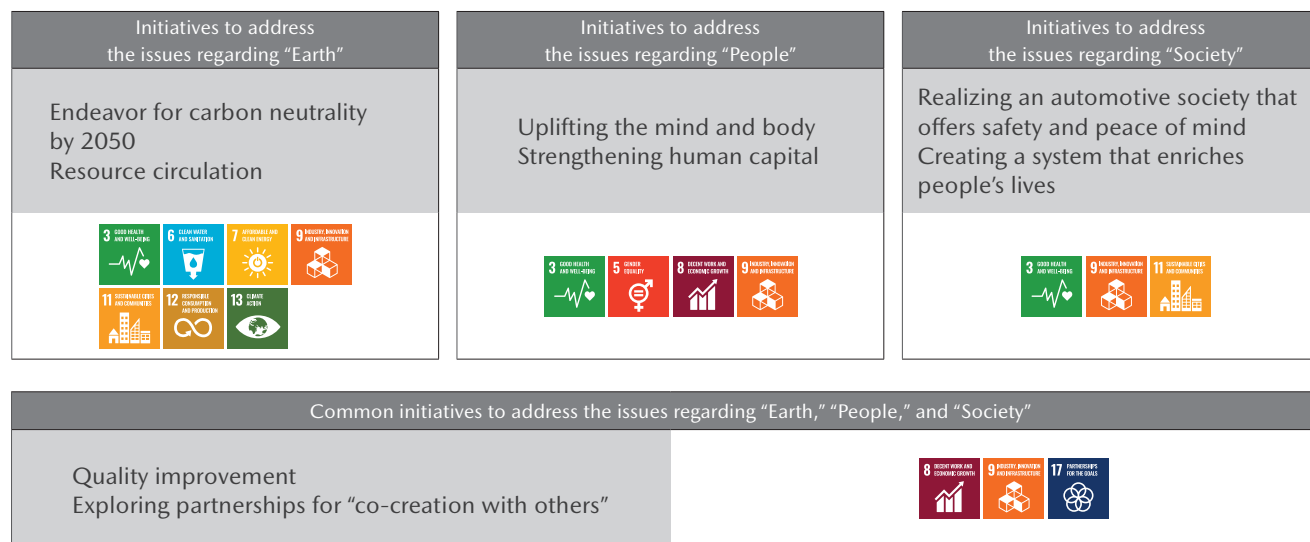 Initiatives to address
the issues regarding “Earth”
Endeavor for carbon neutrality
by 2050
Resource circulation
3 GOOD HEALTH
AND WELL-BEING
6 CLEAN WATER
AND SANITATION
7 AFFORDABLE AND
CLEAN ENERGY
9 INDUSTRY, INNOVATION
AND INFRASTRUCTURE
11 SUSTAINABLE CITIES
AND COMMUNITIES
12 RESPONSIBLE
CONSUMPTION
AND PRODUCTION
13 CLIMATE
ACTION
Initiatives to address
the issues regarding “People”
Uplifting the mind and body
Strengthening human capital
3 GOOD HEALTH
AND WELL-BEING
5 GENDER
EQUALITY
8 DECENT WORK AND
ECONOMIC GROWTH
9 INDUSTRY, INNOVATION
AND INFRASTRUCTURE
Initiatives to address
the issues regarding “Society”
Realizing an automotive society that
offers safety and peace of mind
Creating a system that enriches
people’s lives
3 GOOD HEALTH
AND WELL-BEING
9 INDUSTRY, INNOVATION
AND INFRASTRUCTURE
11 SUSTAINABLE CITIES
AND COMMUNITIES
Common initiatives to address the issues regarding “Earth,” “People,” and “Society”
Quality improvement
Exploring partnerships for “co-creation with others”
8 DECENT WORK AND
ECONOMIC GROWTH
9 INDUSTRY, INNOVATION
AND INFRASTRUCTURE
17 PARTNERSHIPS
FOR THE GOALS